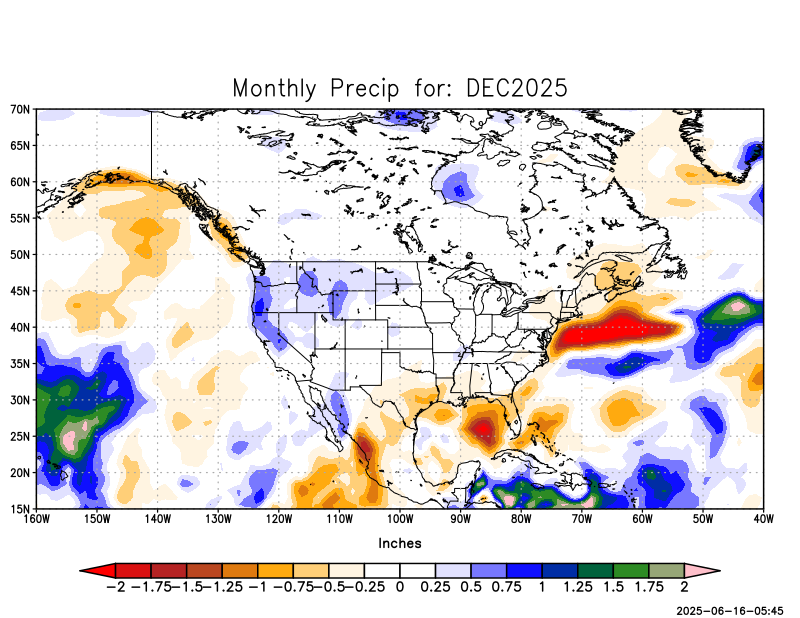 Monthly Precip for: DEC2025
70N
65N
60N
55N
50N
45N
40N
35N
30N
25N
20N
15N
160W 150W 140W 130W 120W 110W 100W 90W 80W 70W 60W 50W 40W
Inches
-2 -1.75 -1.5 -1.25 -1 -0.75 -0.5 -0.25 0 0.25 0.5 0.75 1 1.25 1.5 1.75 2
2025-06-16-05:45